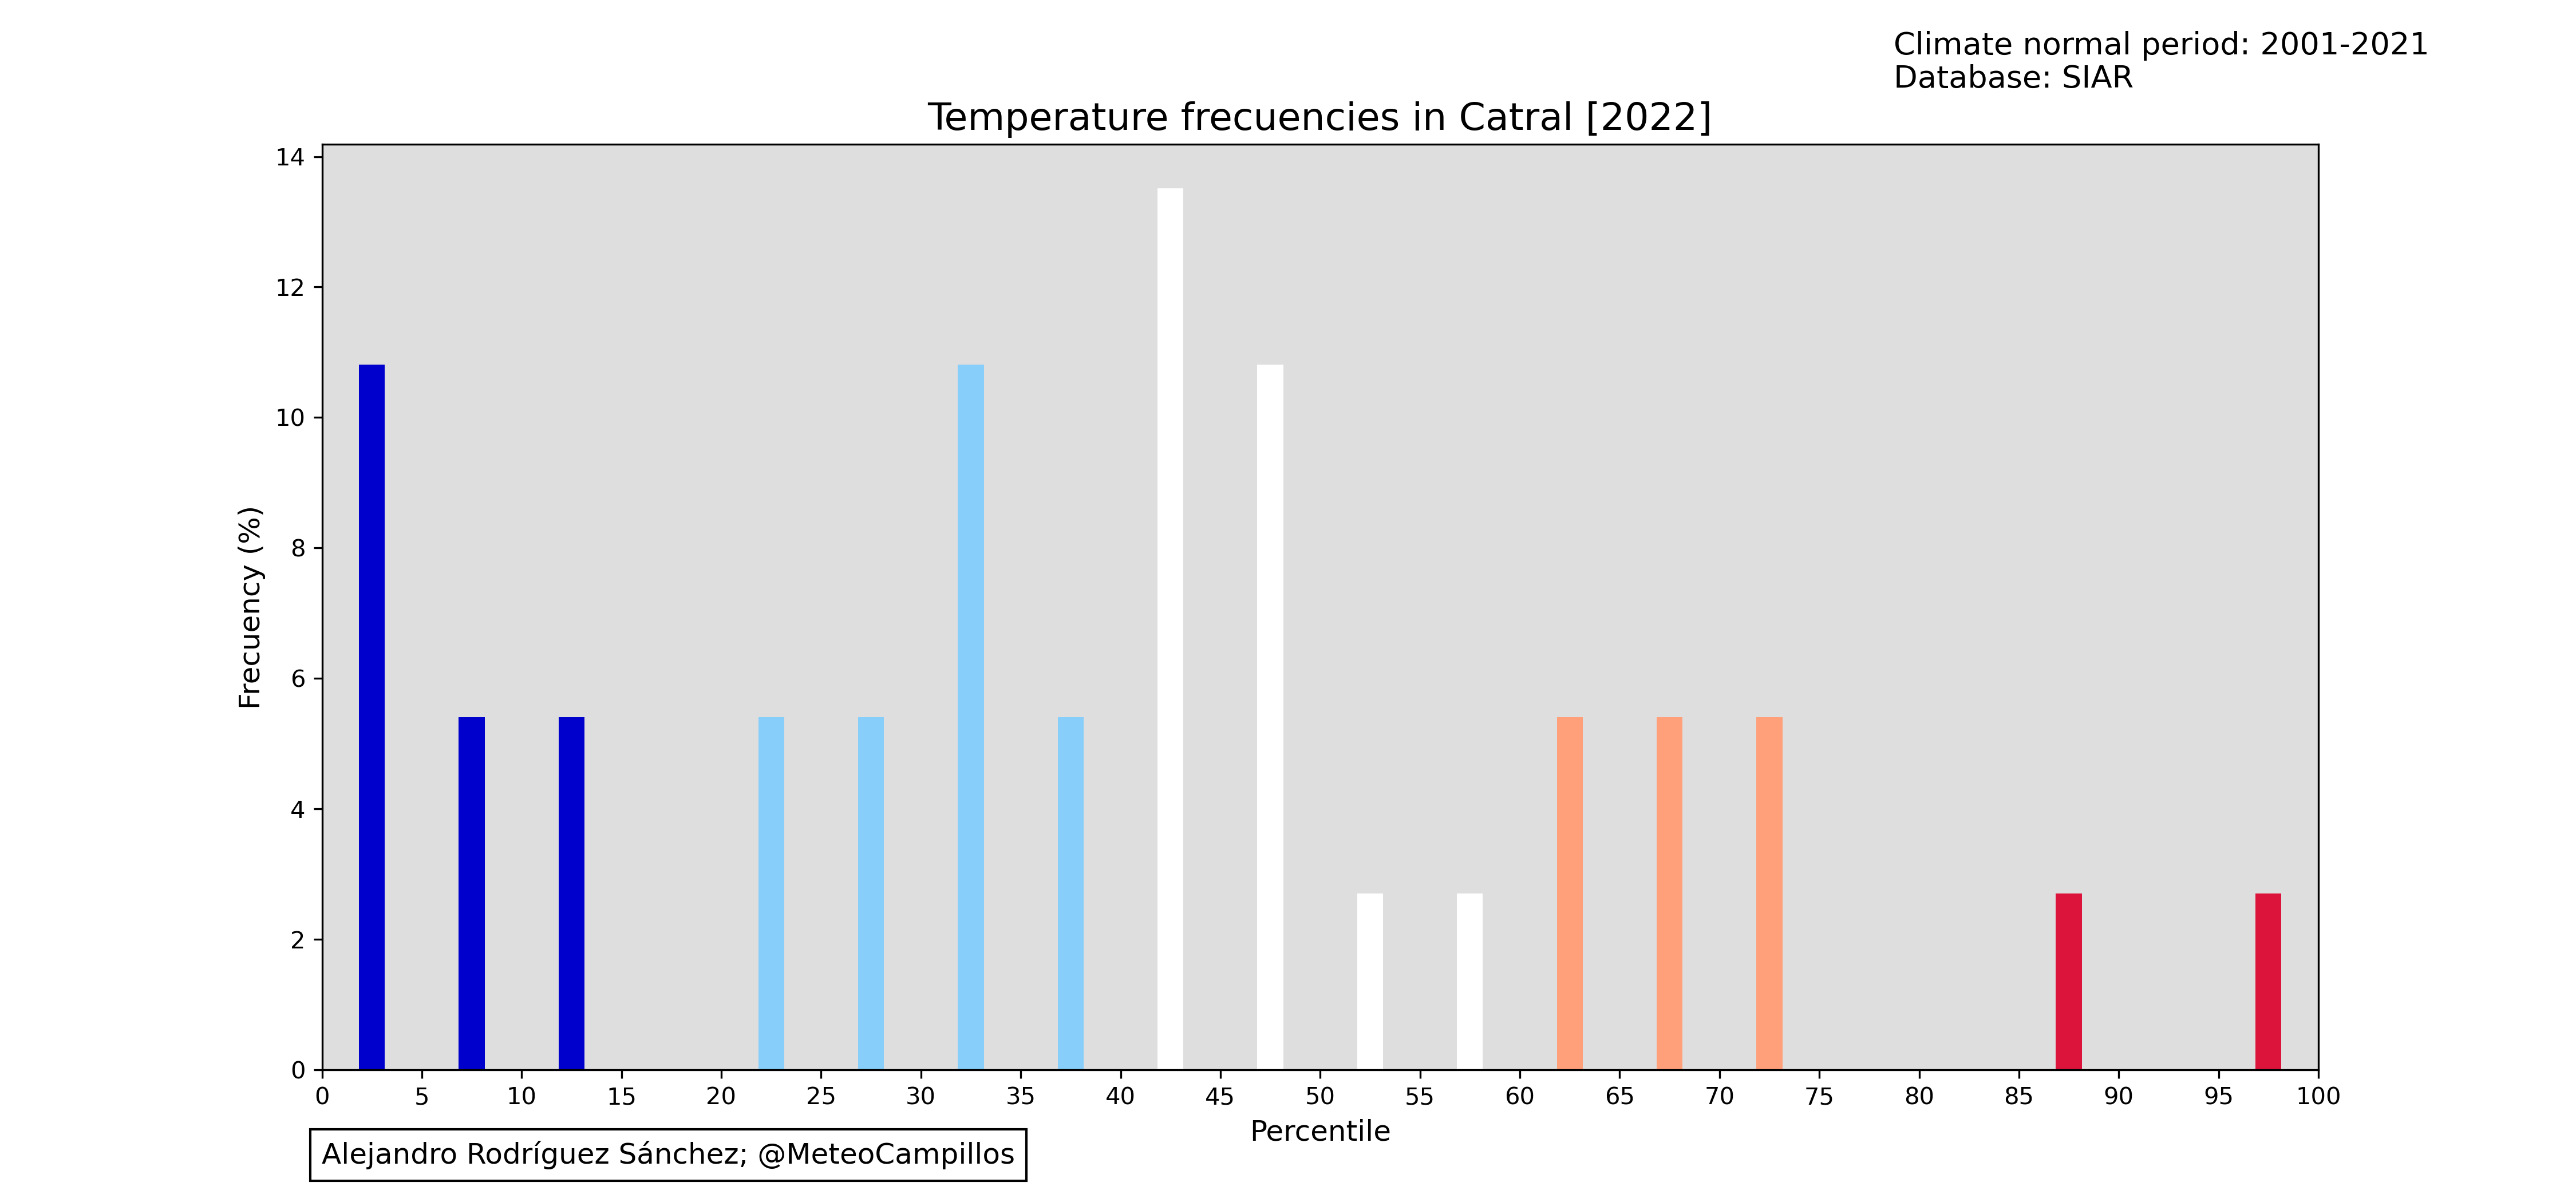 Climate normal period: 2001-2021
Database: SIAR
Temperature frecuencies in Catral [2022]
14
12
10
8
6
4
2
0
Frecuency (%)
0 5 10 15 20 25 30 35 40 45 50 55 60 65 70 75 80 85 90 95 100
Percentile
Alejandro Rodríguez Sánchez; @MeteoCampillos